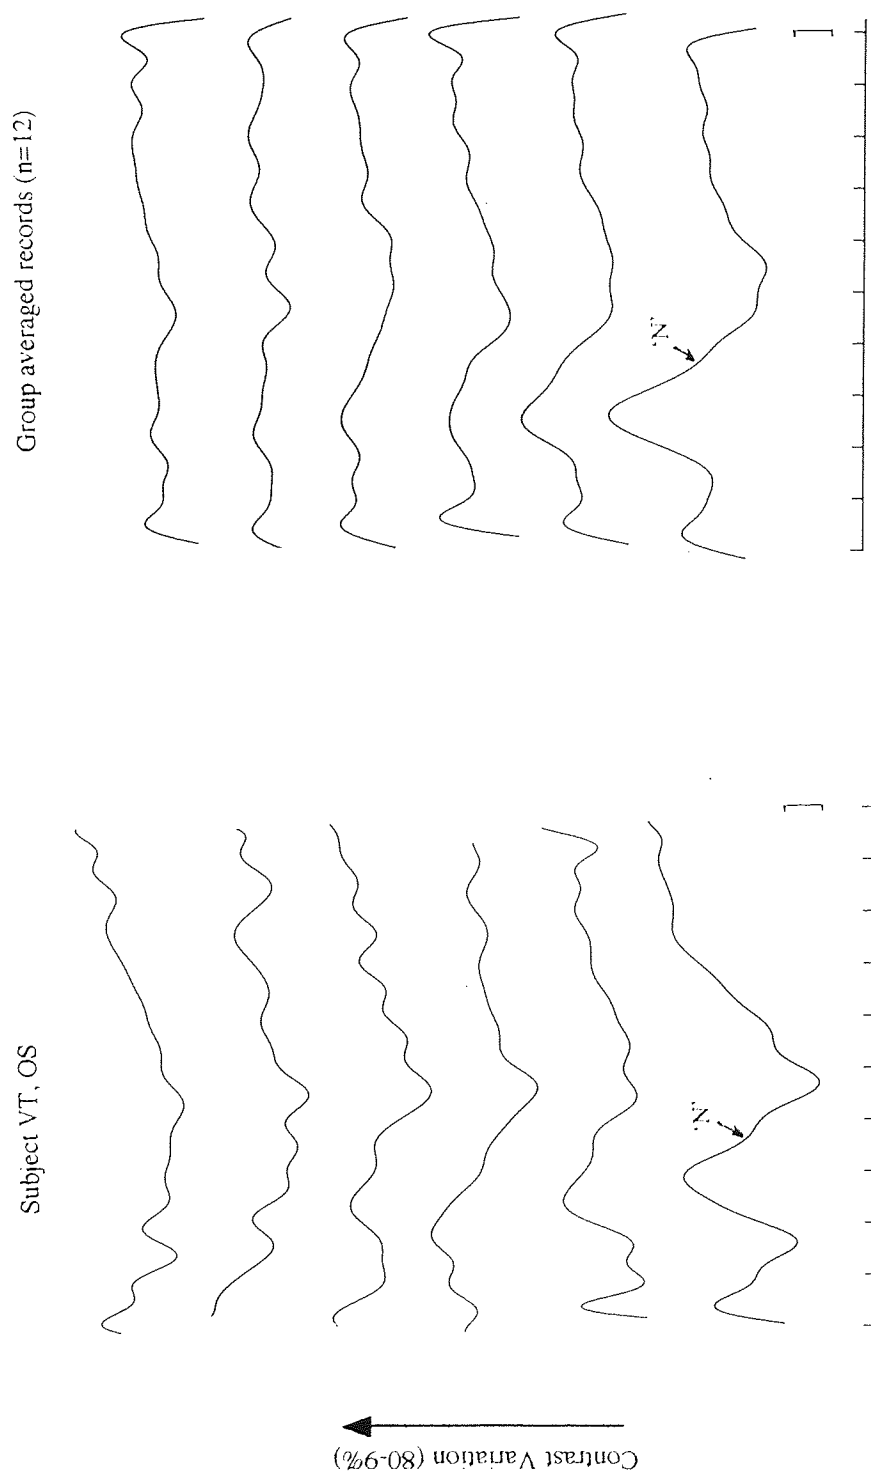 Group averaged records (n=12)
Subject VT, OS
Contrast Variation (80-9%)
'N'
'N'